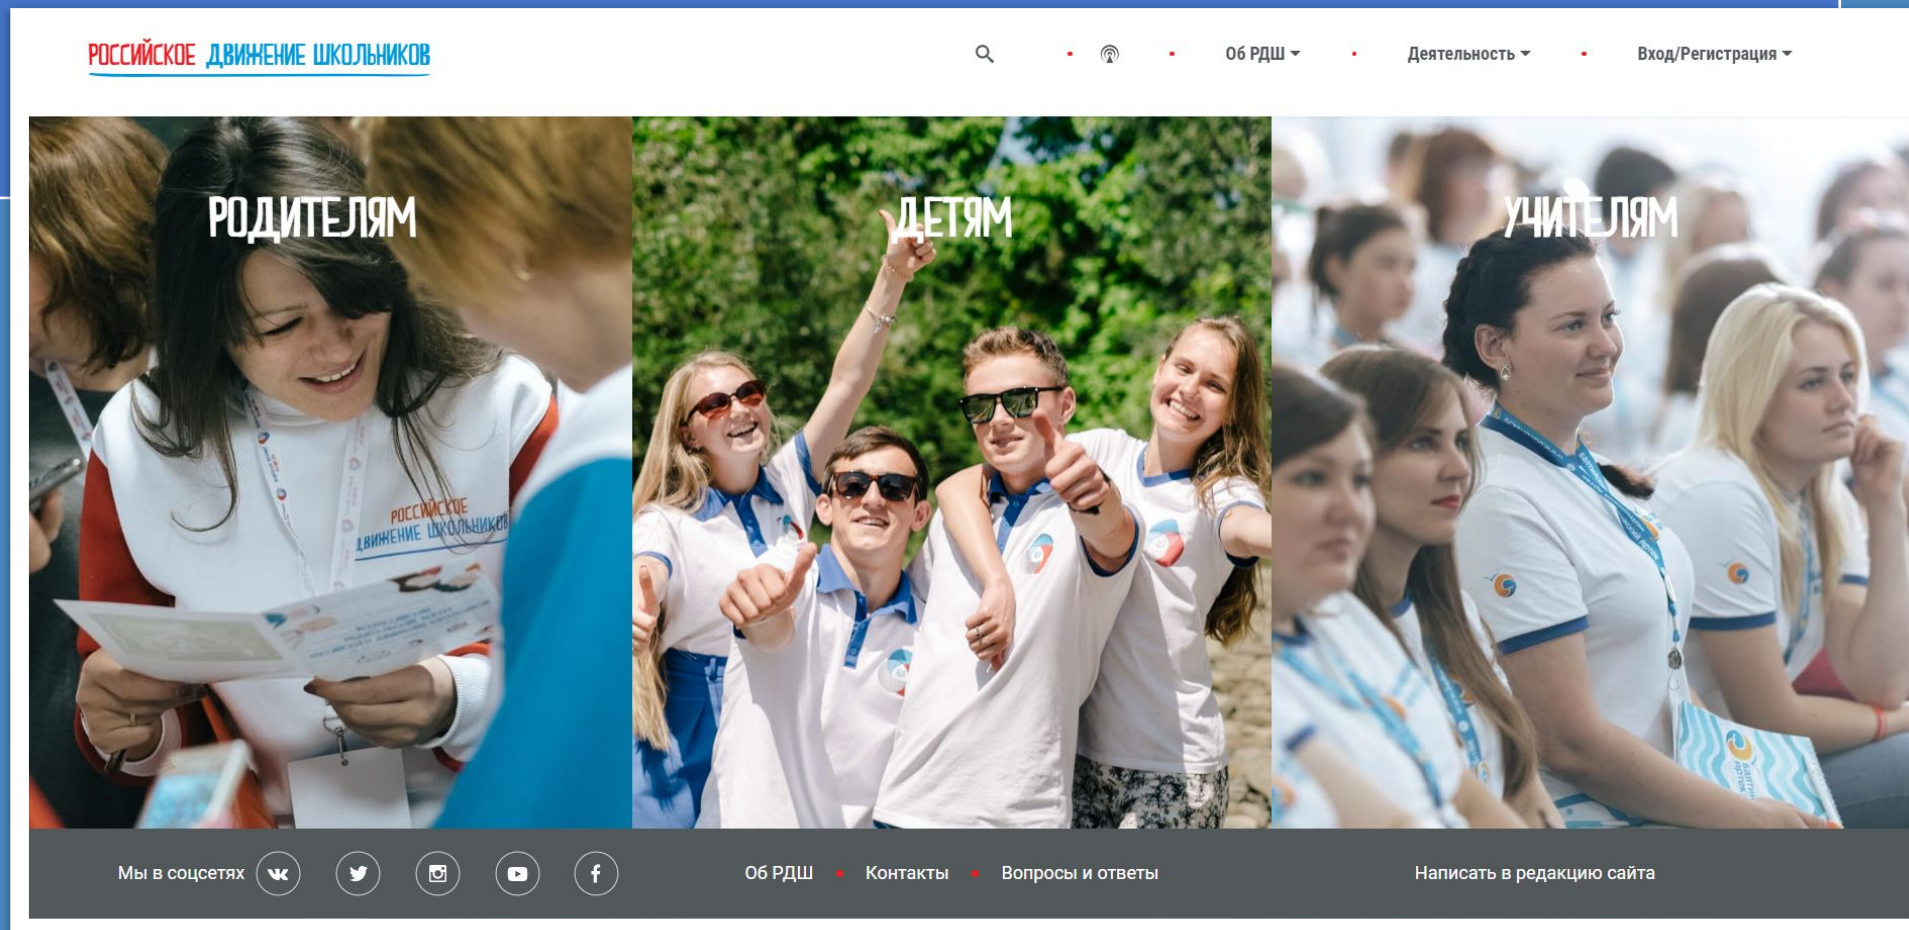 РОССИЙСКОЕ ДВИЖЕНИЕ ШКОЛЬНИКОВ
Об РДШ
Деятельность
Вход/Регистрация
РОДИТЕЛЯМ
ДЕТЯМ
УЧИТЕЛЯМ
РОССИЙСКОЕ
ДВИЖЕНИЕ ШКОЛЬНИКОВ
Мы в соцсетях
Об РДШ • Контакты • Вопросы и ответы
Написать в редакцию сайта